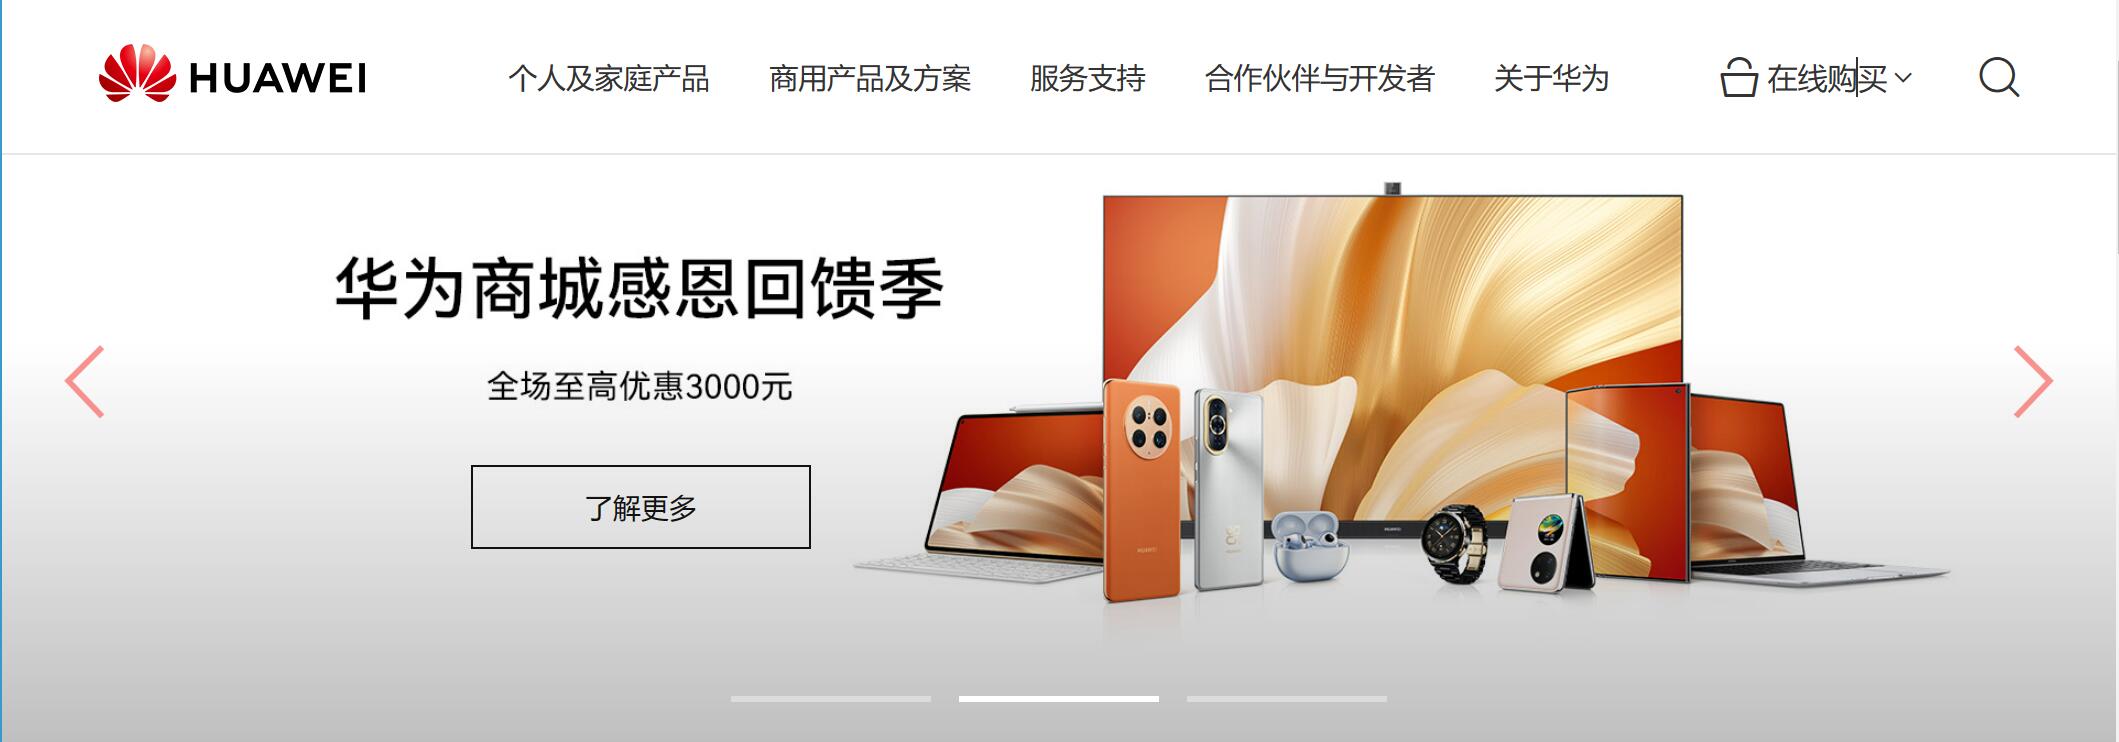 HUAWEI
个人及家庭产品
商用产品及方案
服务支持
合作伙伴与开发者
关于华为
在线购买
华为商城感恩回馈季
全场至高优惠3000元
了解更多
HUAWEI
HUAWEI